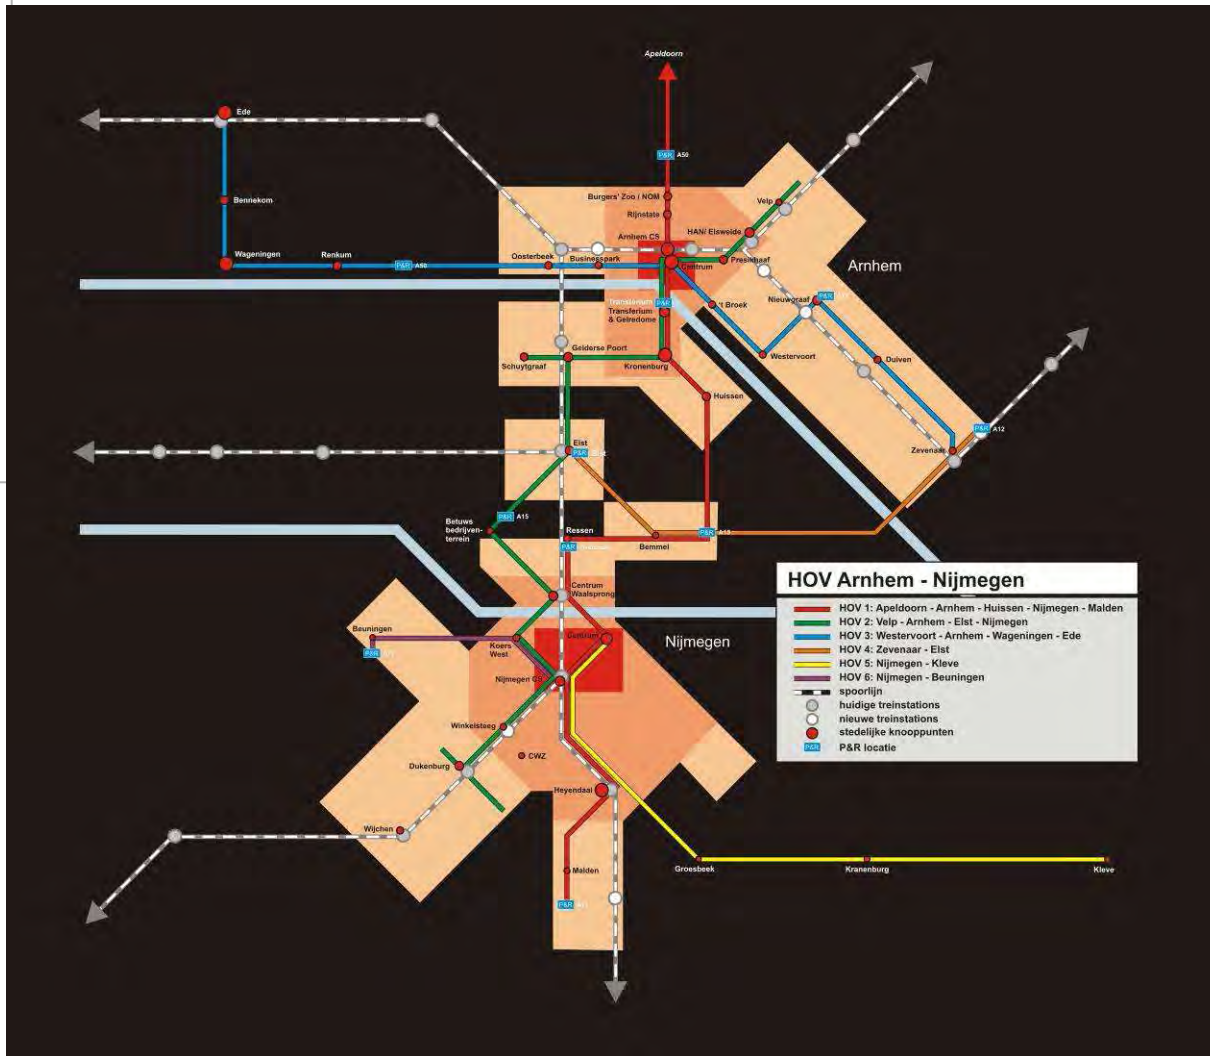 Apeldoorn
Ede
P&R A50
Bennekom
Burgers' Zoo / NOM
Velp
Rijnstate
HAN/ Elsweide
Arnhem CS
Wageningen
Renkum
P&R A50
Oosterbeek
Businesspark
Centrum
Presikhaaf
Arnhem
Nieuwgraaf
P&R
P&R
't Broek
Transferium
& Gelredome
Westervoort
Duiven
Gelderse Poort
Schuytgraaf
Kronenburg
Huissen
P&R A12
Zevenaar
Elst
P&R
P&R A15
Betuws
bedrijven-
terrein
Ressen
P&R
P&R A15
Bemmel
Centrum
Waalsprong
Beuningen
P&R
Koers
West
Centrum
Nijmegen
Nijmegen CS
Winkelsteeg
CWZ
Dukenburg
Heyendaal
Wijchen
Malden
P&R
Groesbeek
Kranenburg
Kleve
HOV Arnhem - Nijmegen
HOV 1: Apeldoorn - Arnhem - Huissen - Nijmegen - Malden
HOV 2: Velp - Arnhem - Elst - Nijmegen
HOV 3: Westervoort - Arnhem - Wageningen - Ede
HOV 4: Zevenaar - Elst
HOV 5: Nijmegen - Kleve
HOV 6: Nijmegen - Beuningen
spoorlijn
huidige treinstations
nieuwe treinstations
stedelijke knooppunten
P&R P&R locatie